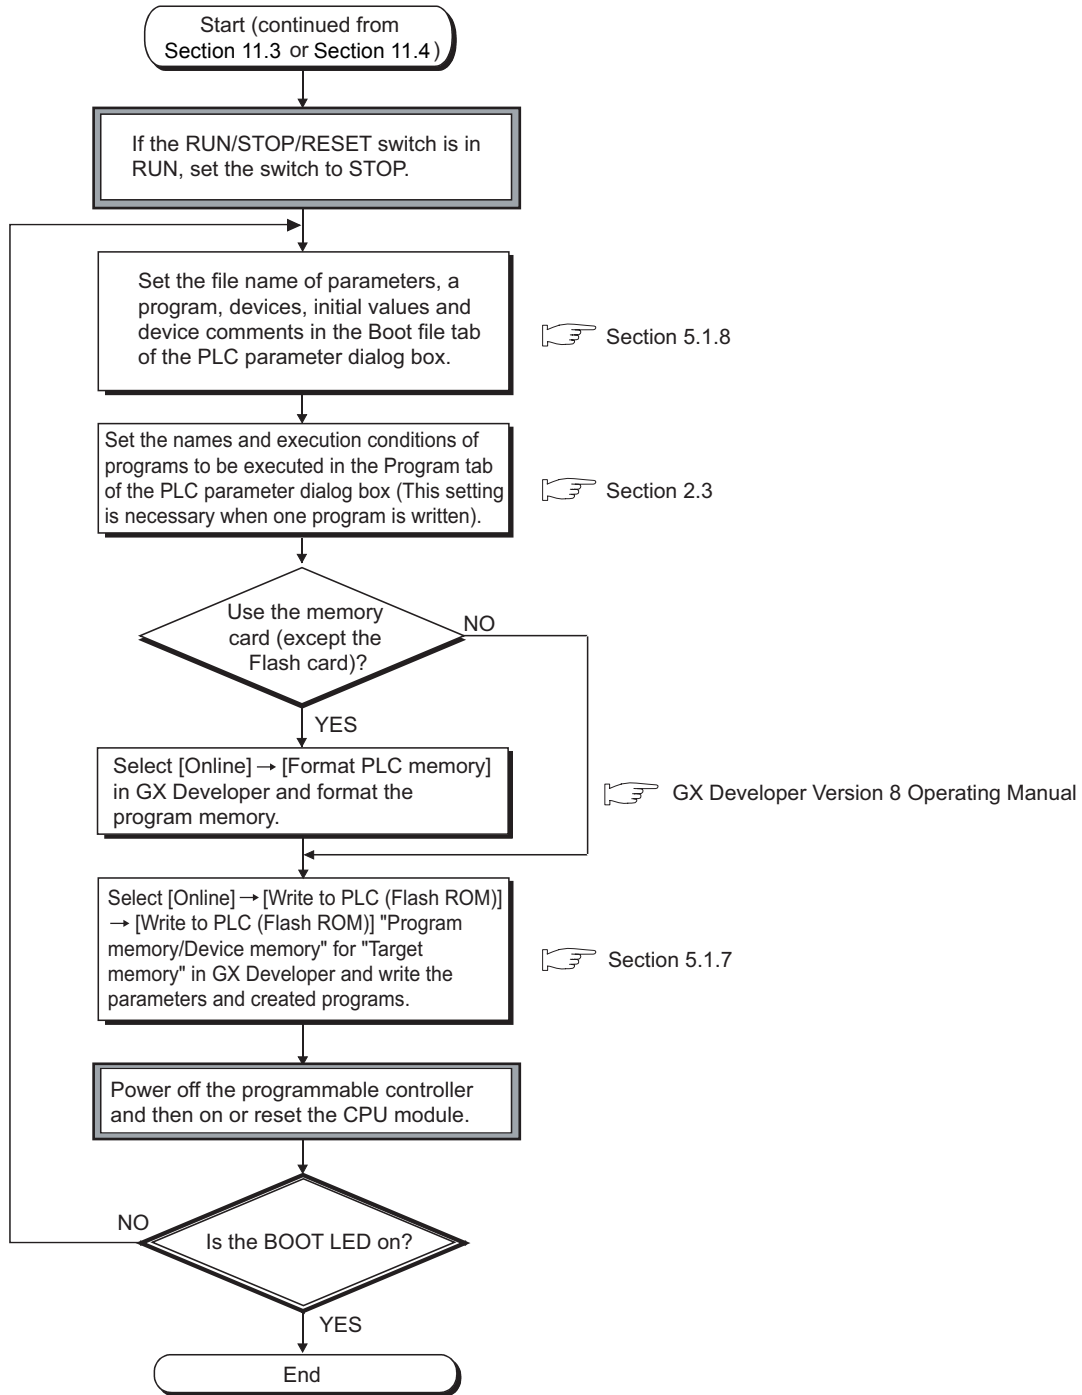 Start (continued from
Section 11.3 or Section 11.4)
If the RUN/STOP/RESET switch is in
RUN, set the switch to STOP.
Set the file name of parameters, a
program, devices, initial values and
device comments in the Boot file tab
of the PLC parameter dialog box.
Section 5.1.8
Set the names and execution conditions of
programs to be executed in the Program tab
of the PLC parameter dialog box (This setting
is necessary when one program is written).
Section 2.3
Use the memory
card (except the
Flash card)?
NO
YES
Select [Online] → [Format PLC memory]
in GX Developer and format the
program memory.
GX Developer Version 8 Operating Manual
Select [Online] → [Write to PLC (Flash ROM)]
→ [Write to PLC (Flash ROM)] "Program
memory/Device memory" for "Target
memory" in GX Developer and write the
parameters and created programs.
Section 5.1.7
Power off the programmable controller
and then on or reset the CPU module.
NO
Is the BOOT LED on?
YES
End